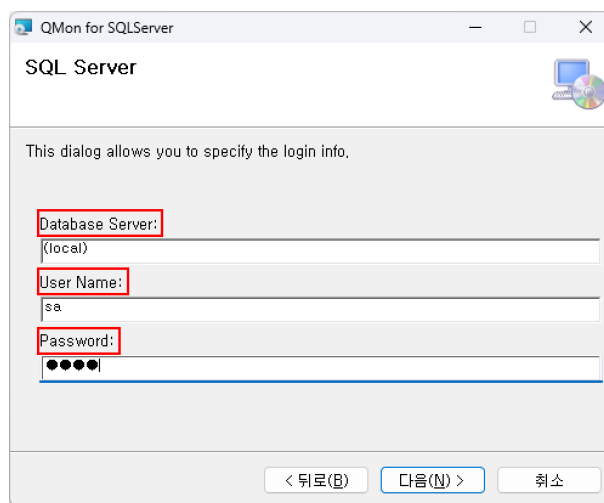 QMon for SQLServer
SQL Server
This dialog allows you to specify the login info.
Database Server:
(local)
User Name:
sa
Password:
●●●●
< 뒤로(B) 다음(N) > 취소